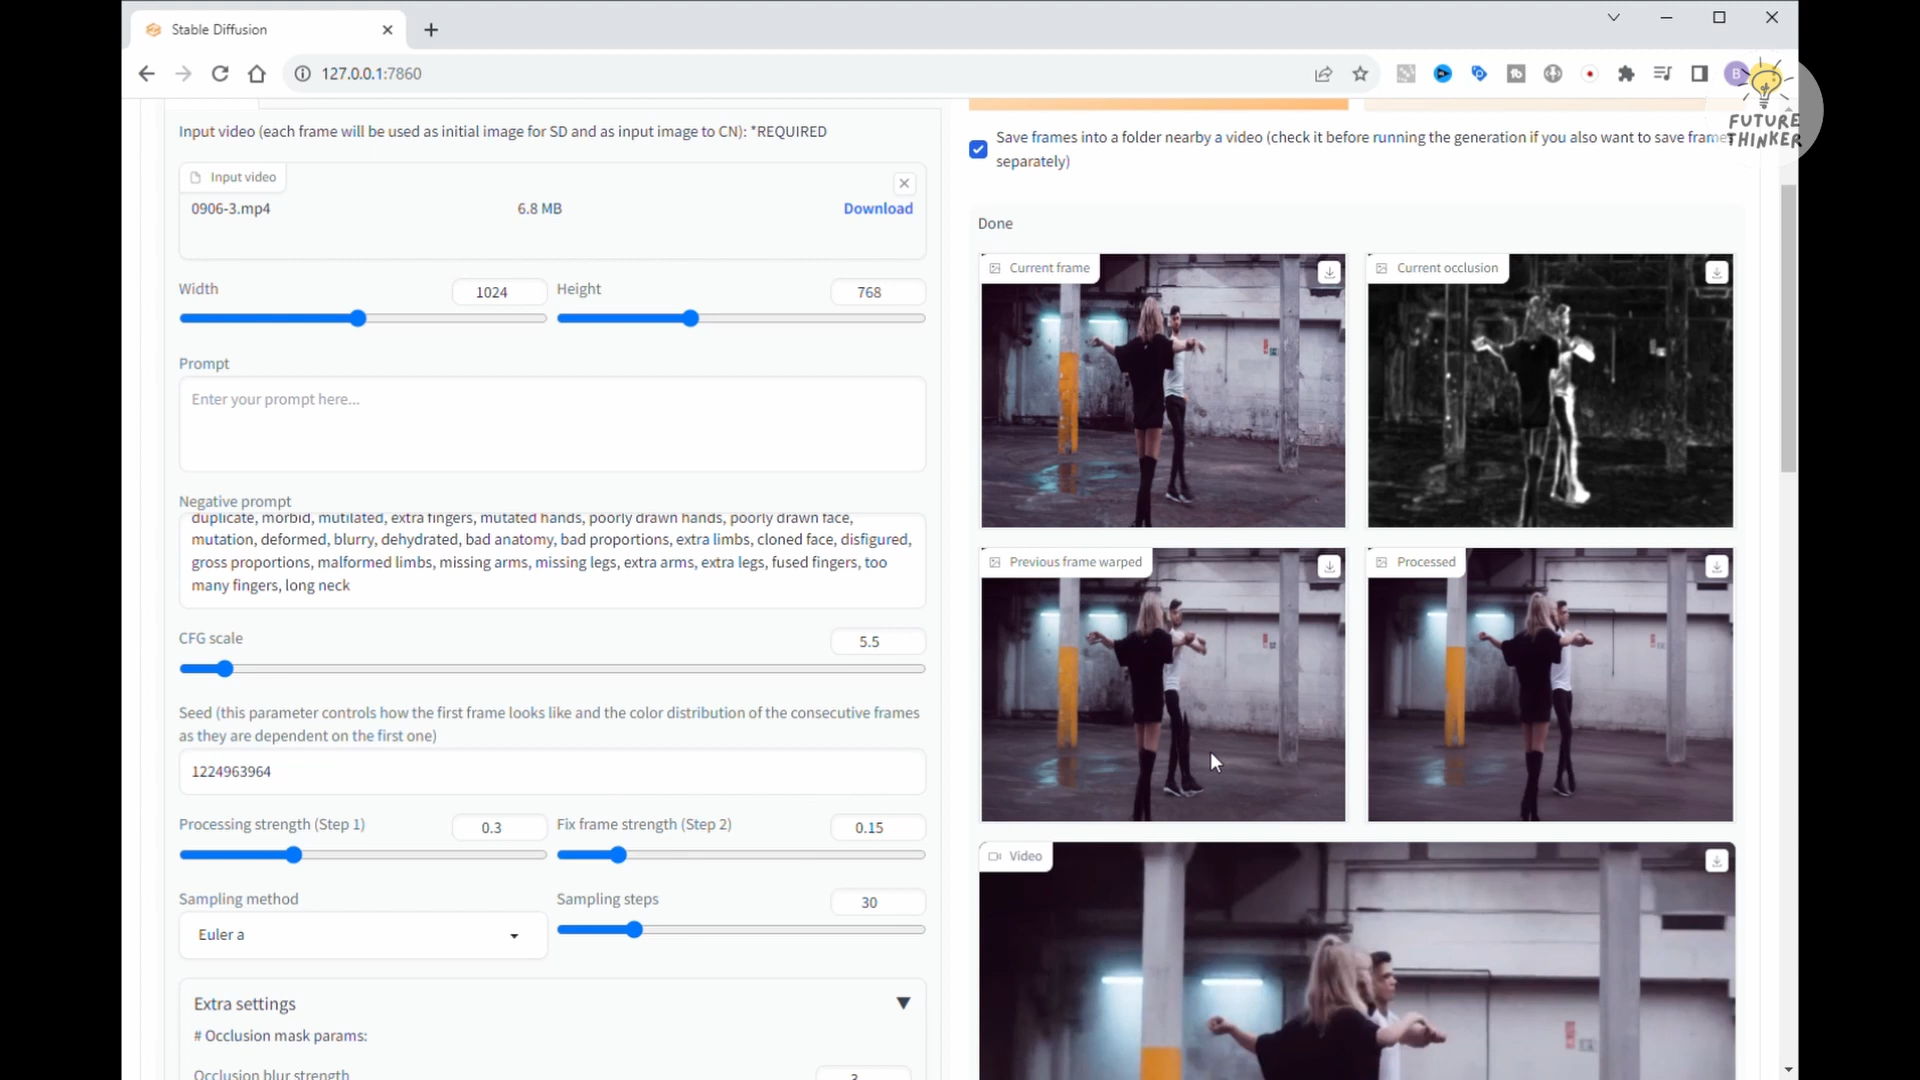 Stable Diffusion
127.0.0.1:7860
B
FUTURE
THINKER
Input video (each frame will be used as initial image for SD and as input image to CN): *REQUIRED
Input video
0906-3.mp4 6.8 MB Download
Width 1024 Height 768
Prompt
Enter your prompt here...
Negative prompt
duplicate, morbid, mutilated, extra fingers, mutated hands, poorly drawn hands, poorly drawn face,
mutation, deformed, blurry, dehydrated, bad anatomy, bad proportions, extra limbs, cloned face, disfigured,
gross proportions, malformed limbs, missing arms, missing legs, extra arms, extra legs, fused fingers, too
many fingers, long neck
CFG scale 5.5
Seed (this parameter controls how the first frame looks like and the color distribution of the consecutive frames
as they are dependent on the first one)
1224963964
Processing strength (Step 1) 0.3 Fix frame strength (Step 2) 0.15
Sampling method Sampling steps 30
Euler a
Extra settings
# Occlusion mask params:
Occlusion blur strength 3
Save frames into a folder nearby a video (check it before running the generation if you also want to save frames
separately)
Done
Current frame Current occlusion
Previous frame warped Processed
Video